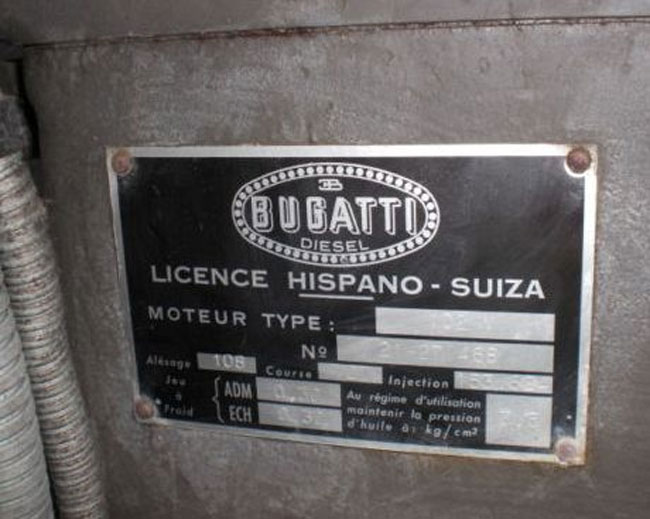 EB
BUGATTI
DIESEL
LICENCE HISPANO - SUIZA
MOTEUR TYPE :
Nº
Alésage 108 Course Injection
Jeu à Froid
ADM
ECH
Au régime d'utilisation
maintenir la pression
d'huile à : kg/cm²